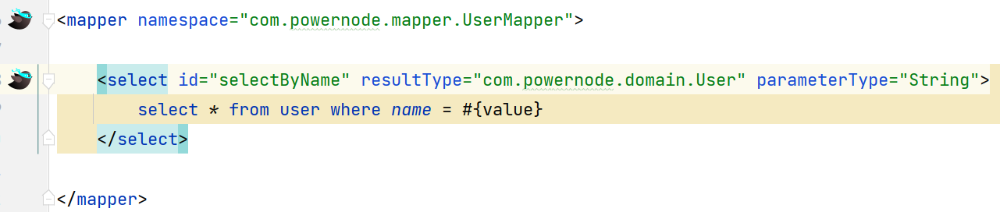 <mapper namespace="com.powernode.mapper.UserMapper">
<select id="selectByName" resultType="com.powernode.domain.User" parameterType="String">
select * from user where name = #{value}
</select>
</mapper>